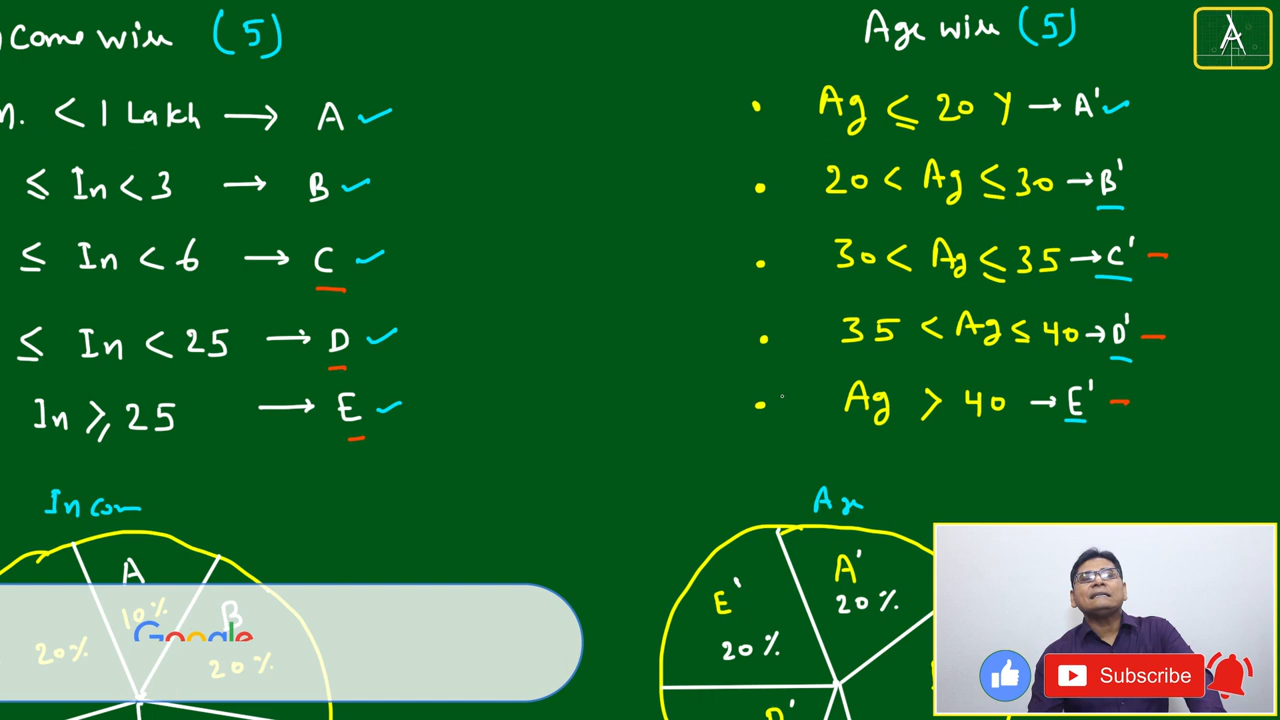 come wise (5)
Age wise (5)
< 1 Lakh → A ✓
≤ In < 3 → B ✓
≤ In < 6 → C ✓
≤ In < 25 → D ✓
In ≥ 25 → E ✓
• Ag ≤ 20 Y → A' ✓
• 20 < Ag ≤ 30 → B'
• 30 < Ag ≤ 35 → C' –
• 35 < Ag ≤ 40 → D' –
• Ag > 40 → E' –
Incom
Age
A
10%
B
20%
20%
Google
A'
20%
E'
20%
D'
Subscribe